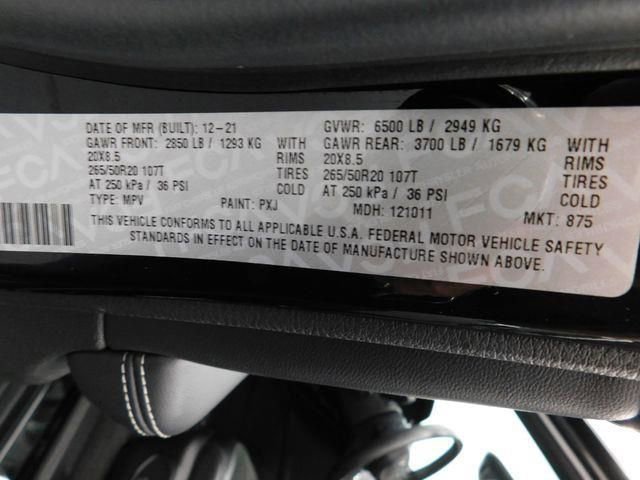 DATE OF MFR (BUILT): 12-21 GVWR: 6500 LB / 2949 KG
GAWR FRONT: 2850 LB / 1293 KG WITH GAWR REAR: 3700 LB / 1679 KG WITH
20X8.5 RIMS 20X8.5 RIMS
265/50R20 107T TIRES 265/50R20 107T TIRES
AT 250 kPa / 36 PSI COLD AT 250 kPa / 36 PSI COLD
TYPE: MPV PAINT: PXJ MDH: 121011 MKT: 875
THIS VEHICLE CONFORMS TO ALL APPLICABLE U.S.A. FEDERAL MOTOR VEHICLE SAFETY
STANDARDS IN EFFECT ON THE DATE OF MANUFACTURE SHOWN ABOVE.